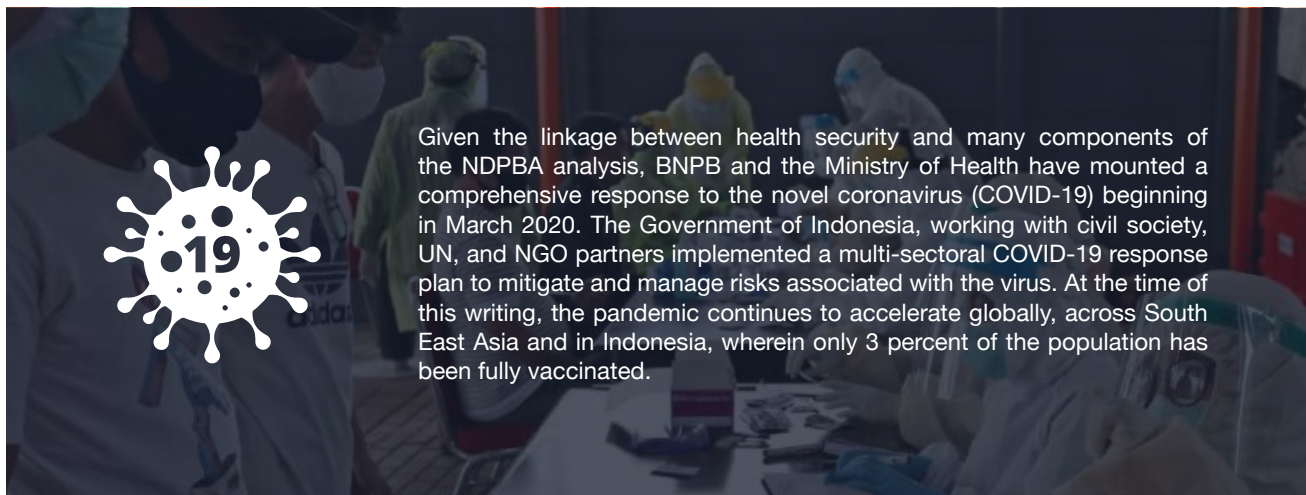 Given the linkage between health security and many components of
the NDPBA analysis, BNPB and the Ministry of Health have mounted a
comprehensive response to the novel coronavirus (COVID-19) beginning
in March 2020. The Government of Indonesia, working with civil society,
UN, and NGO partners implemented a multi-sectoral COVID-19 response
plan to mitigate and manage risks associated with the virus. At the time of
this writing, the pandemic continues to accelerate globally, across South
East Asia and in Indonesia, wherein only 3 percent of the population has
been fully vaccinated.
19
adidas